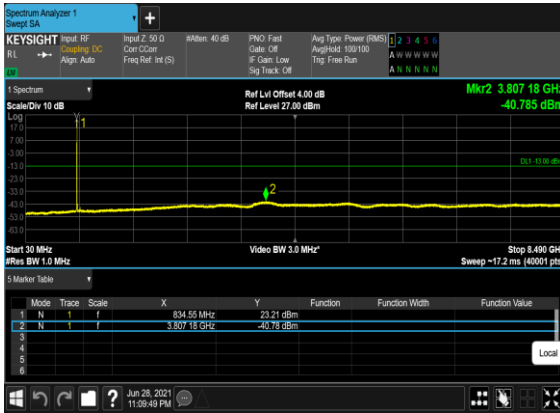 Spectrum Analyzer 1
Swept SA
+
KEYSIGHT Input: RF Input Z: 50 Ω #Atten: 40 dB PNO: Fast Avg Type: Power (RMS) 1 2 3 4 5 6
RL Coupling: DC Corr CCorr Gate: Off Avg|Hold: 100/100 A W W W W W
Align: Auto Freq Ref: Int (S) IF Gain: Low Trig: Free Run
Sig Track: Off A N N N N N
1 Spectrum Ref Lvl Offset 4.00 dB Mkr2 3.807 18 GHz
Scale/Div 10 dB Ref Level 27.00 dBm -40.785 dBm
Log
17.0
7.00
-3.00
-13.0 DL1 -13.00 dBm
-23.0
-33.0
-43.0
-53.0
-63.0
1
2
Start 30 MHz Video BW 3.0 MHz* Stop 8.490 GHz
#Res BW 1.0 MHz Sweep ~17.2 ms (40001 pts)
5 Marker Table
Mode Trace Scale X Y Function Function Width Function Value
1 N 1 f 834.55 MHz 23.21 dBm
2 N 1 f 3.807 18 GHz -40.78 dBm
3
4
5
6
Local
? Jun 28, 2021
11:09:49 PM